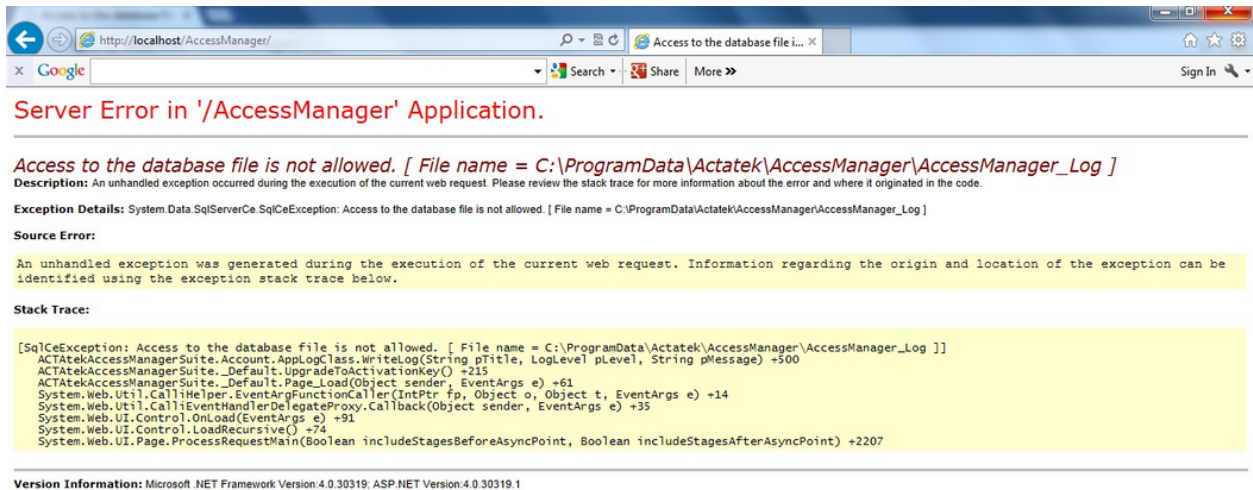 http://localhost/AccessManager/
Access to the database file i...
x Google
Search
Share
More »
Sign In
Server Error in '/AccessManager' Application.
Access to the database file is not allowed. [ File name = C:\ProgramData\Actatek\AccessManager\AccessManager_Log ]
Description: An unhandled exception occurred during the execution of the current web request. Please review the stack trace for more information about the error and where it originated in the code.
Exception Details: System.Data.SqlServerCe.SqlCeException: Access to the database file is not allowed. [ File name = C:\ProgramData\Actatek\AccessManager\AccessManager_Log ]
Source Error:
An unhandled exception was generated during the execution of the current web request. Information regarding the origin and location of the exception can be
identified using the exception stack trace below.
Stack Trace:
[SqlCeException: Access to the database file is not allowed. [ File name = C:\ProgramData\Actatek\AccessManager\AccessManager_Log ]]
ACTAtekAccessManagerSuite.Account.AppLogClass.WriteLog(String pTitle, LogLevel pLevel, String pMessage) +500
ACTAtekAccessManagerSuite._Default.UpgradeToActivationKey() +215
ACTAtekAccessManagerSuite._Default.Page_Load(Object sender, EventArgs e) +61
System.Web.Util.CalliHelper.EventArgFunctionCaller(IntPtr fp, Object o, Object t, EventArgs e) +14
System.Web.Util.CalliEventHandlerDelegateProxy.Callback(Object sender, EventArgs e) +35
System.Web.UI.Control.OnLoad(EventArgs e) +91
System.Web.UI.Control.LoadRecursive() +74
System.Web.UI.Page.ProcessRequestMain(Boolean includeStagesBeforeAsyncPoint, Boolean includeStagesAfterAsyncPoint) +2207
Version Information: Microsoft .NET Framework Version:4.0.30319; ASP.NET Version:4.0.30319.1